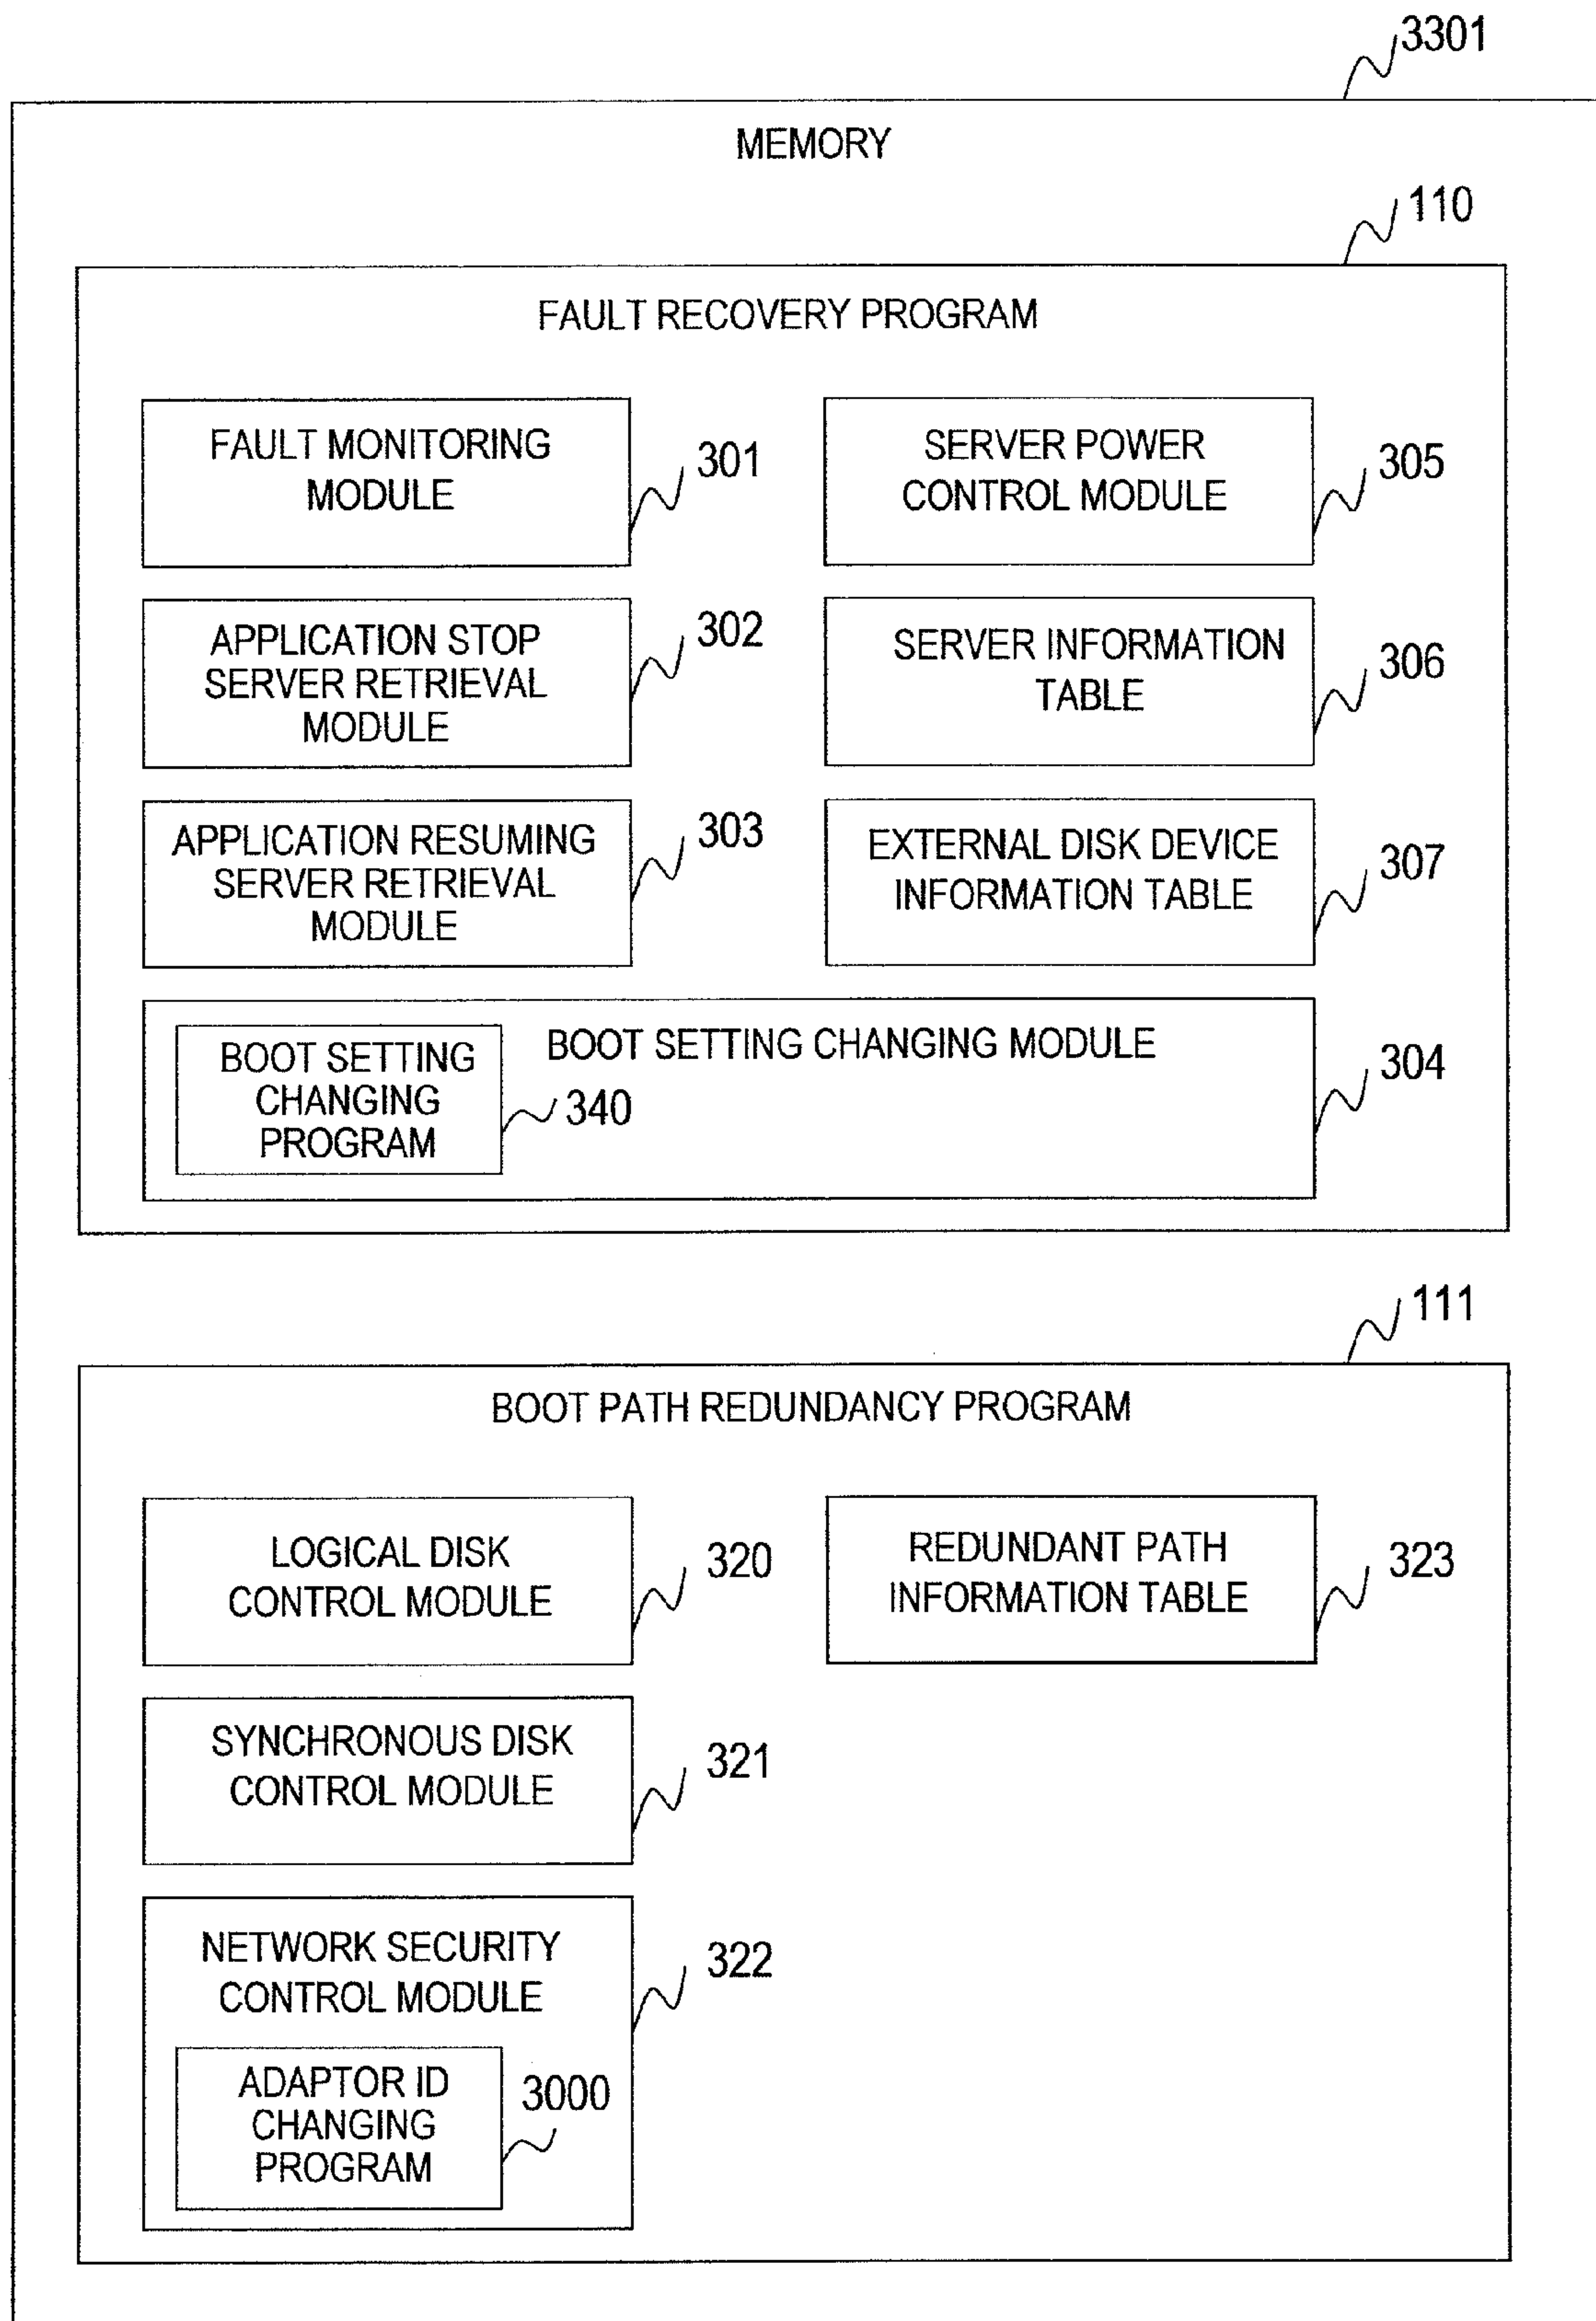 3301
MEMORY
110
FAULT RECOVERY PROGRAM
FAULT MONITORING
MODULE
301
SERVER POWER
CONTROL MODULE
305
APPLICATION STOP
SERVER RETRIEVAL
MODULE
302
SERVER INFORMATION
TABLE
306
APPLICATION RESUMING
SERVER RETRIEVAL
MODULE
303
EXTERNAL DISK DEVICE
INFORMATION TABLE
307
BOOT SETTING
CHANGING
PROGRAM
340
BOOT SETTING CHANGING MODULE
304
111
BOOT PATH REDUNDANCY PROGRAM
LOGICAL DISK
CONTROL MODULE
320
REDUNDANT PATH
INFORMATION TABLE
323
SYNCHRONOUS DISK
CONTROL MODULE
321
NETWORK SECURITY
CONTROL MODULE
322
ADAPTOR ID
CHANGING
PROGRAM
3000